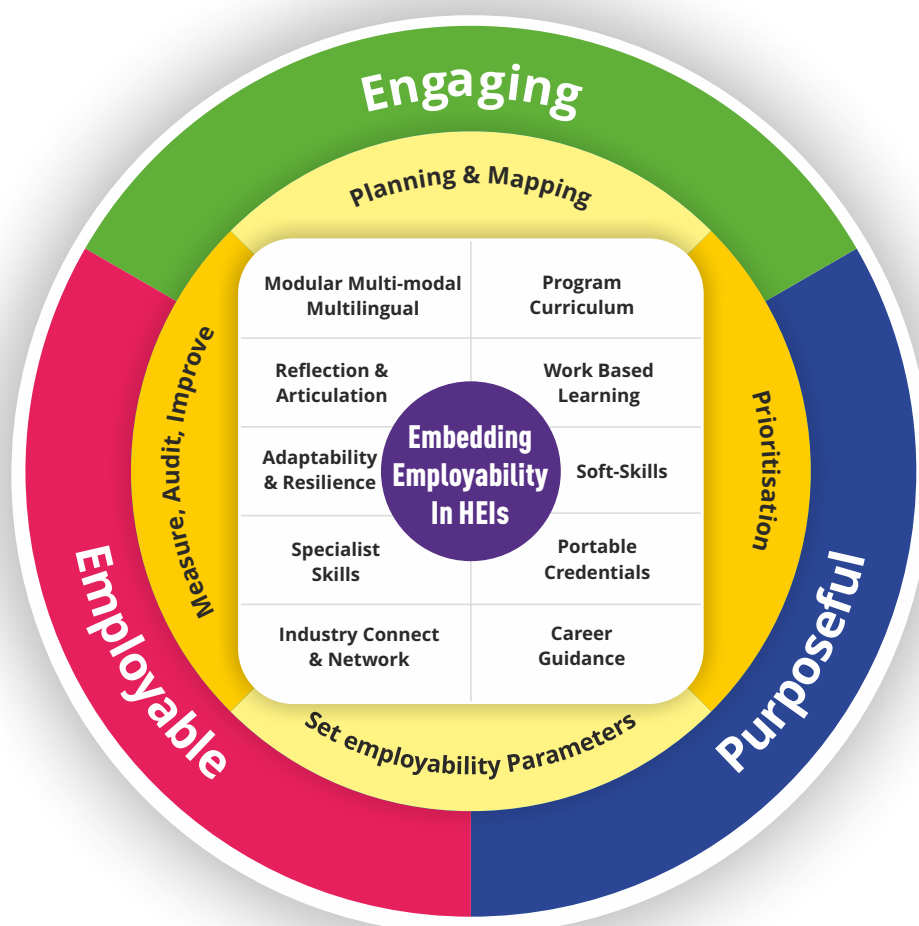 Engaging
Planning & Mapping
Modular Multi-modal
Multilingual
Program
Curriculum
Reflection &
Articulation
Work Based
Learning
Adaptability
& Resilience
Embedding
Employability
In HEIs
Soft-Skills
Specialist
Skills
Portable
Credentials
Industry Connect
& Network
Career
Guidance
Measure, Audit, Improve
Prioritisation
Set employability Parameters
Employable
Purposeful